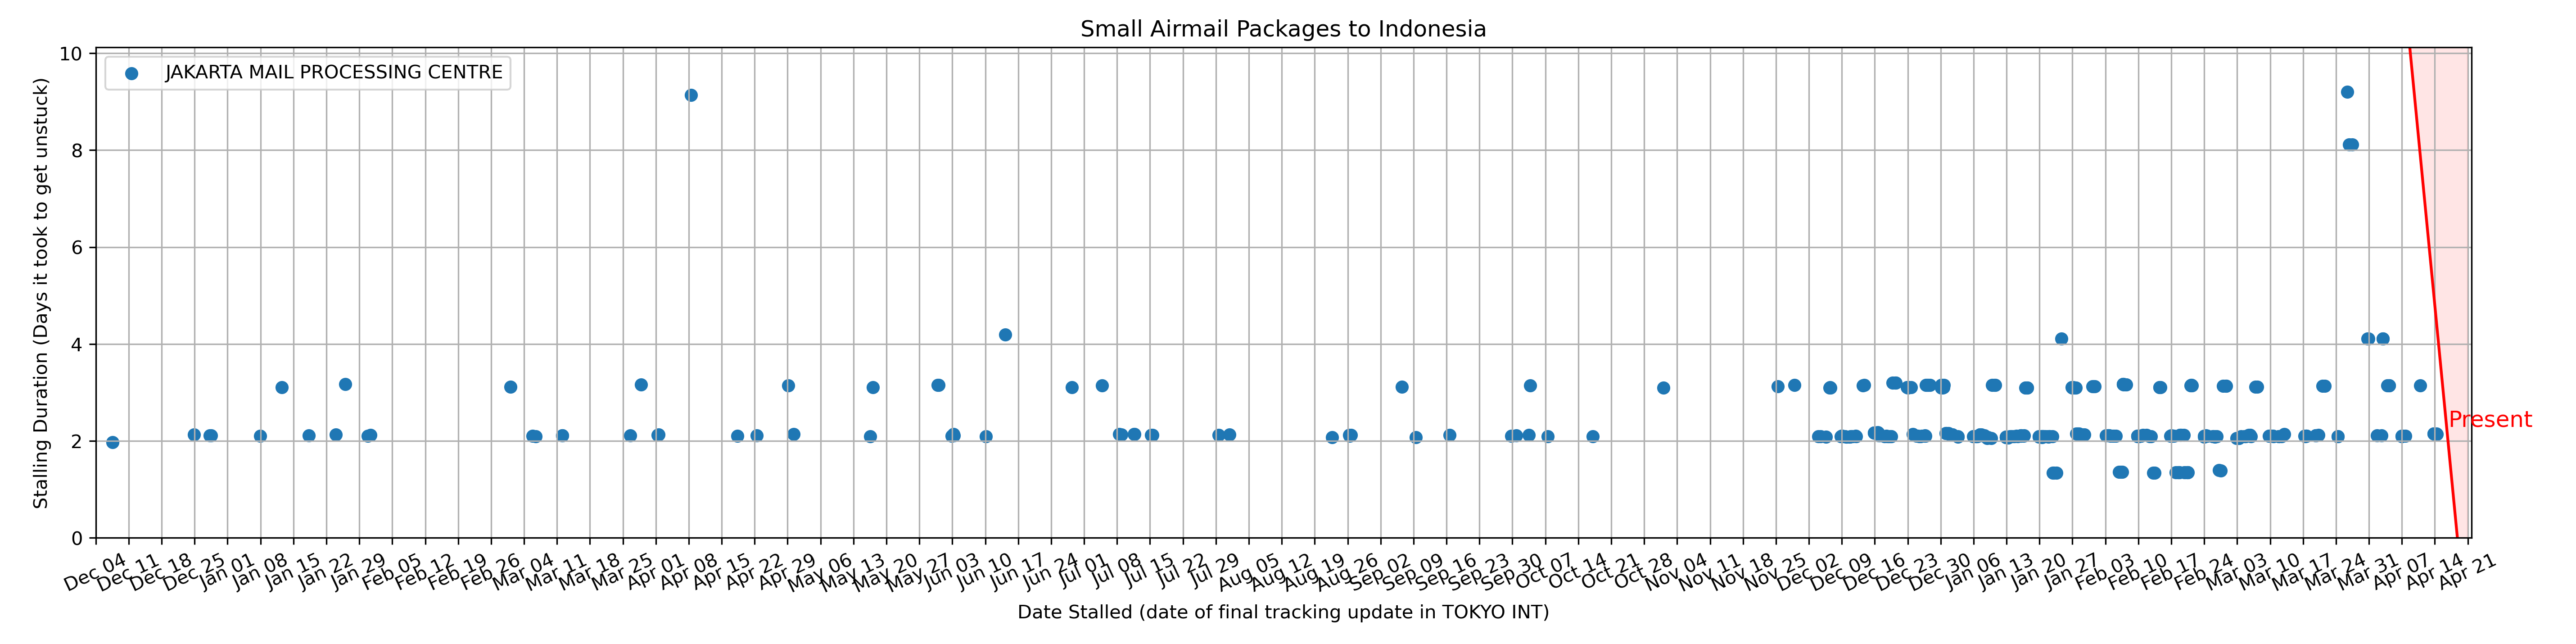 Small Airmail Packages to Indonesia
JAKARTA MAIL PROCESSING CENTRE
Stalling Duration (Days it took to get unstuck)
10
8
6
4
2
0
Present
Dec 04
Dec 11
Dec 18
Dec 25
Jan 01
Jan 08
Jan 15
Jan 22
Jan 29
Feb 05
Feb 12
Feb 19
Feb 26
Mar 04
Mar 11
Mar 18
Mar 25
Apr 01
Apr 08
Apr 15
Apr 22
Apr 29
May 06
May 13
May 20
May 27
Jun 03
Jun 10
Jun 17
Jun 24
Jul 01
Jul 08
Jul 15
Jul 22
Jul 29
Aug 05
Aug 12
Aug 19
Aug 26
Sep 02
Sep 09
Sep 16
Sep 23
Sep 30
Oct 07
Oct 14
Oct 21
Oct 28
Nov 04
Nov 11
Nov 18
Nov 25
Dec 02
Dec 09
Dec 16
Dec 23
Dec 30
Jan 06
Jan 13
Jan 20
Jan 27
Feb 03
Feb 10
Feb 17
Feb 24
Mar 03
Mar 10
Mar 17
Mar 24
Mar 31
Apr 07
Apr 14
Apr 21
Date Stalled (date of final tracking update in TOKYO INT)